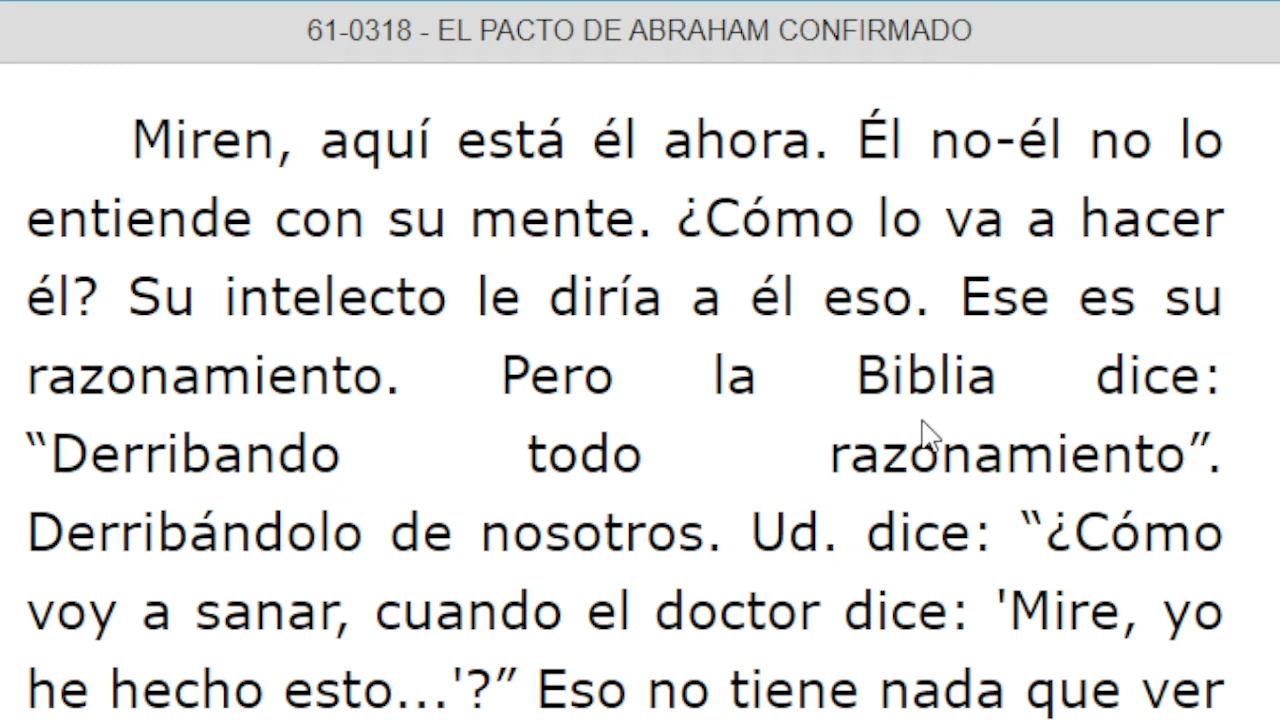 61-0318 - EL PACTO DE ABRAHAM CONFIRMADO
Miren, aquí está él ahora. Él no-él no lo
entiende con su mente. ¿Cómo lo va a hacer
él? Su intelecto le diría a él eso. Ese es su
razonamiento. Pero la Biblia dice:
“Derribando todo razonamiento”.
Derribándolo de nosotros. Ud. dice: “¿Cómo
voy a sanar, cuando el doctor dice: 'Mire, yo
he hecho esto...'?” Eso no tiene nada que ver